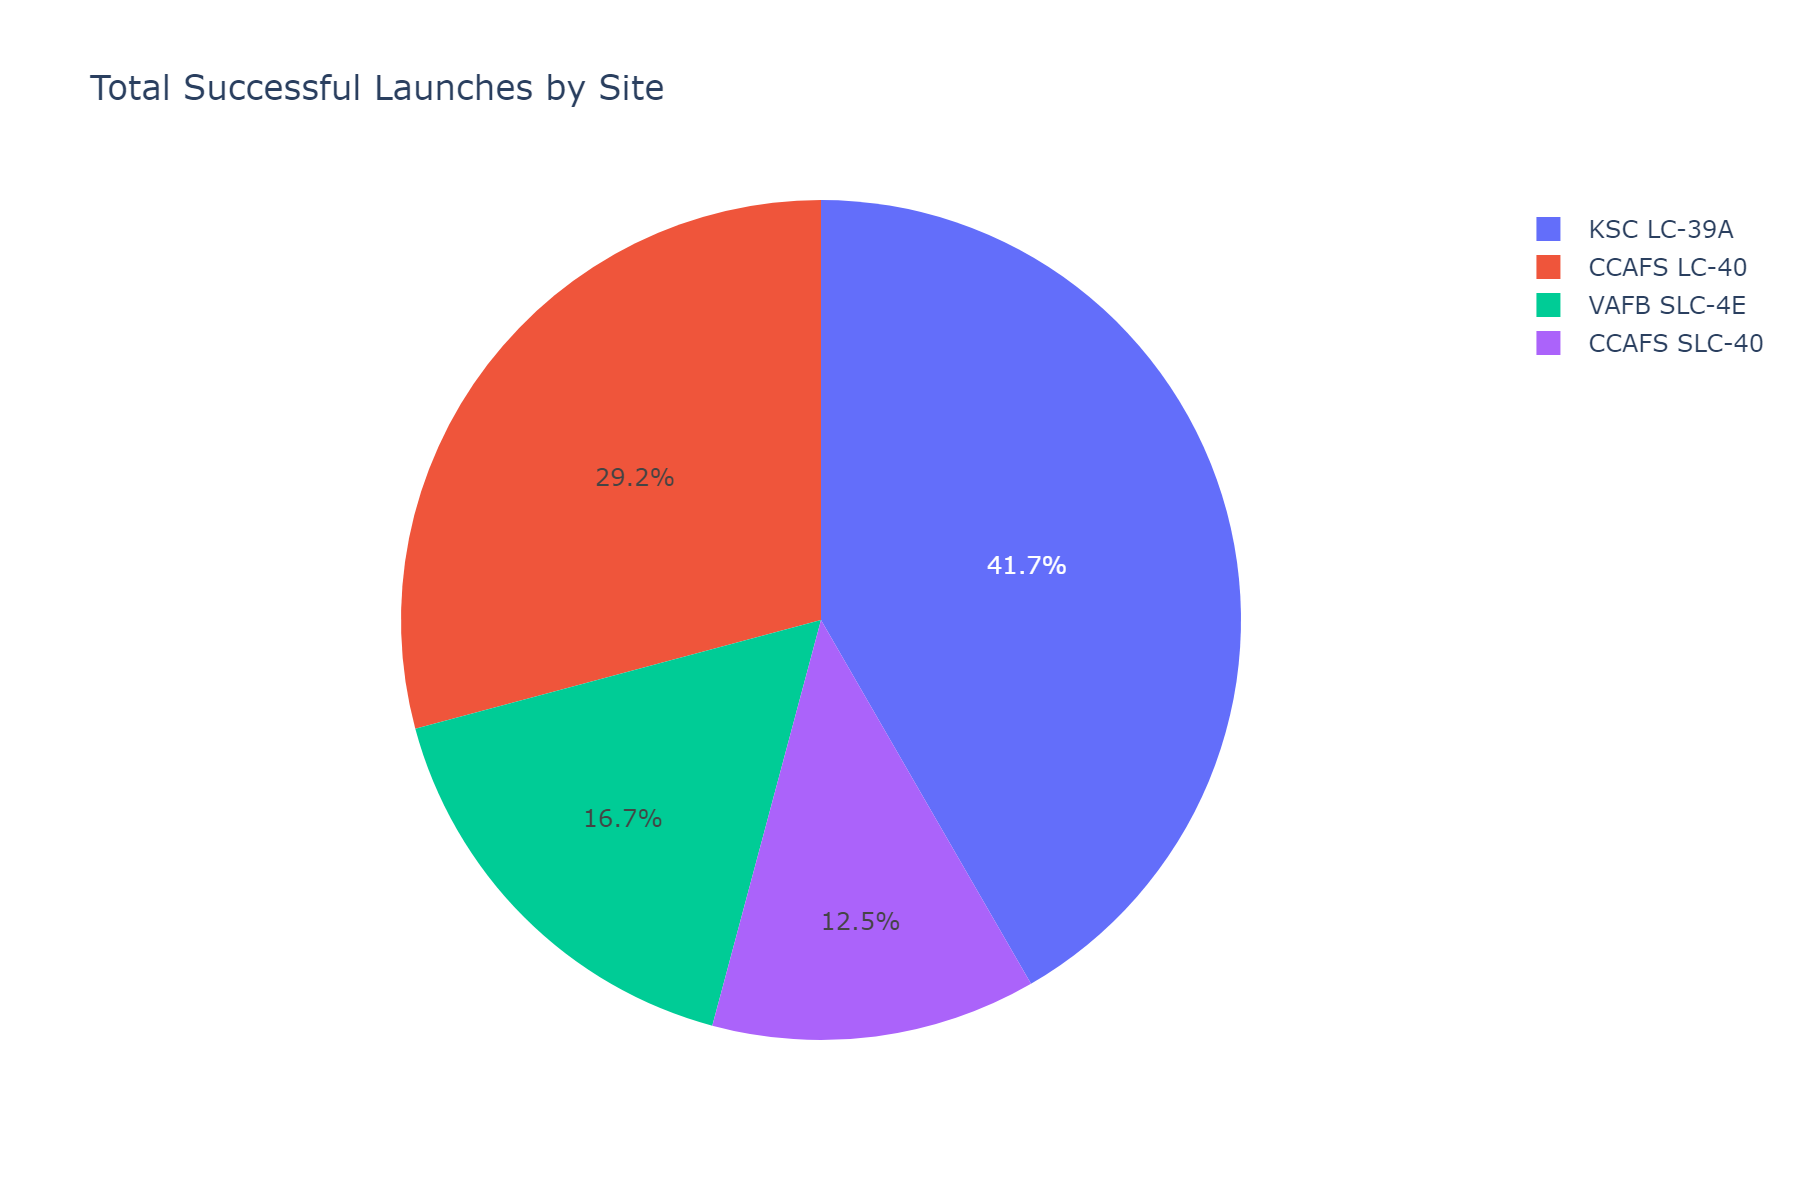 Total Successful Launches by Site
KSC LC-39A
CCAFS LC-40
VAFB SLC-4E
CCAFS SLC-40
29.2%
41.7%
16.7%
12.5%